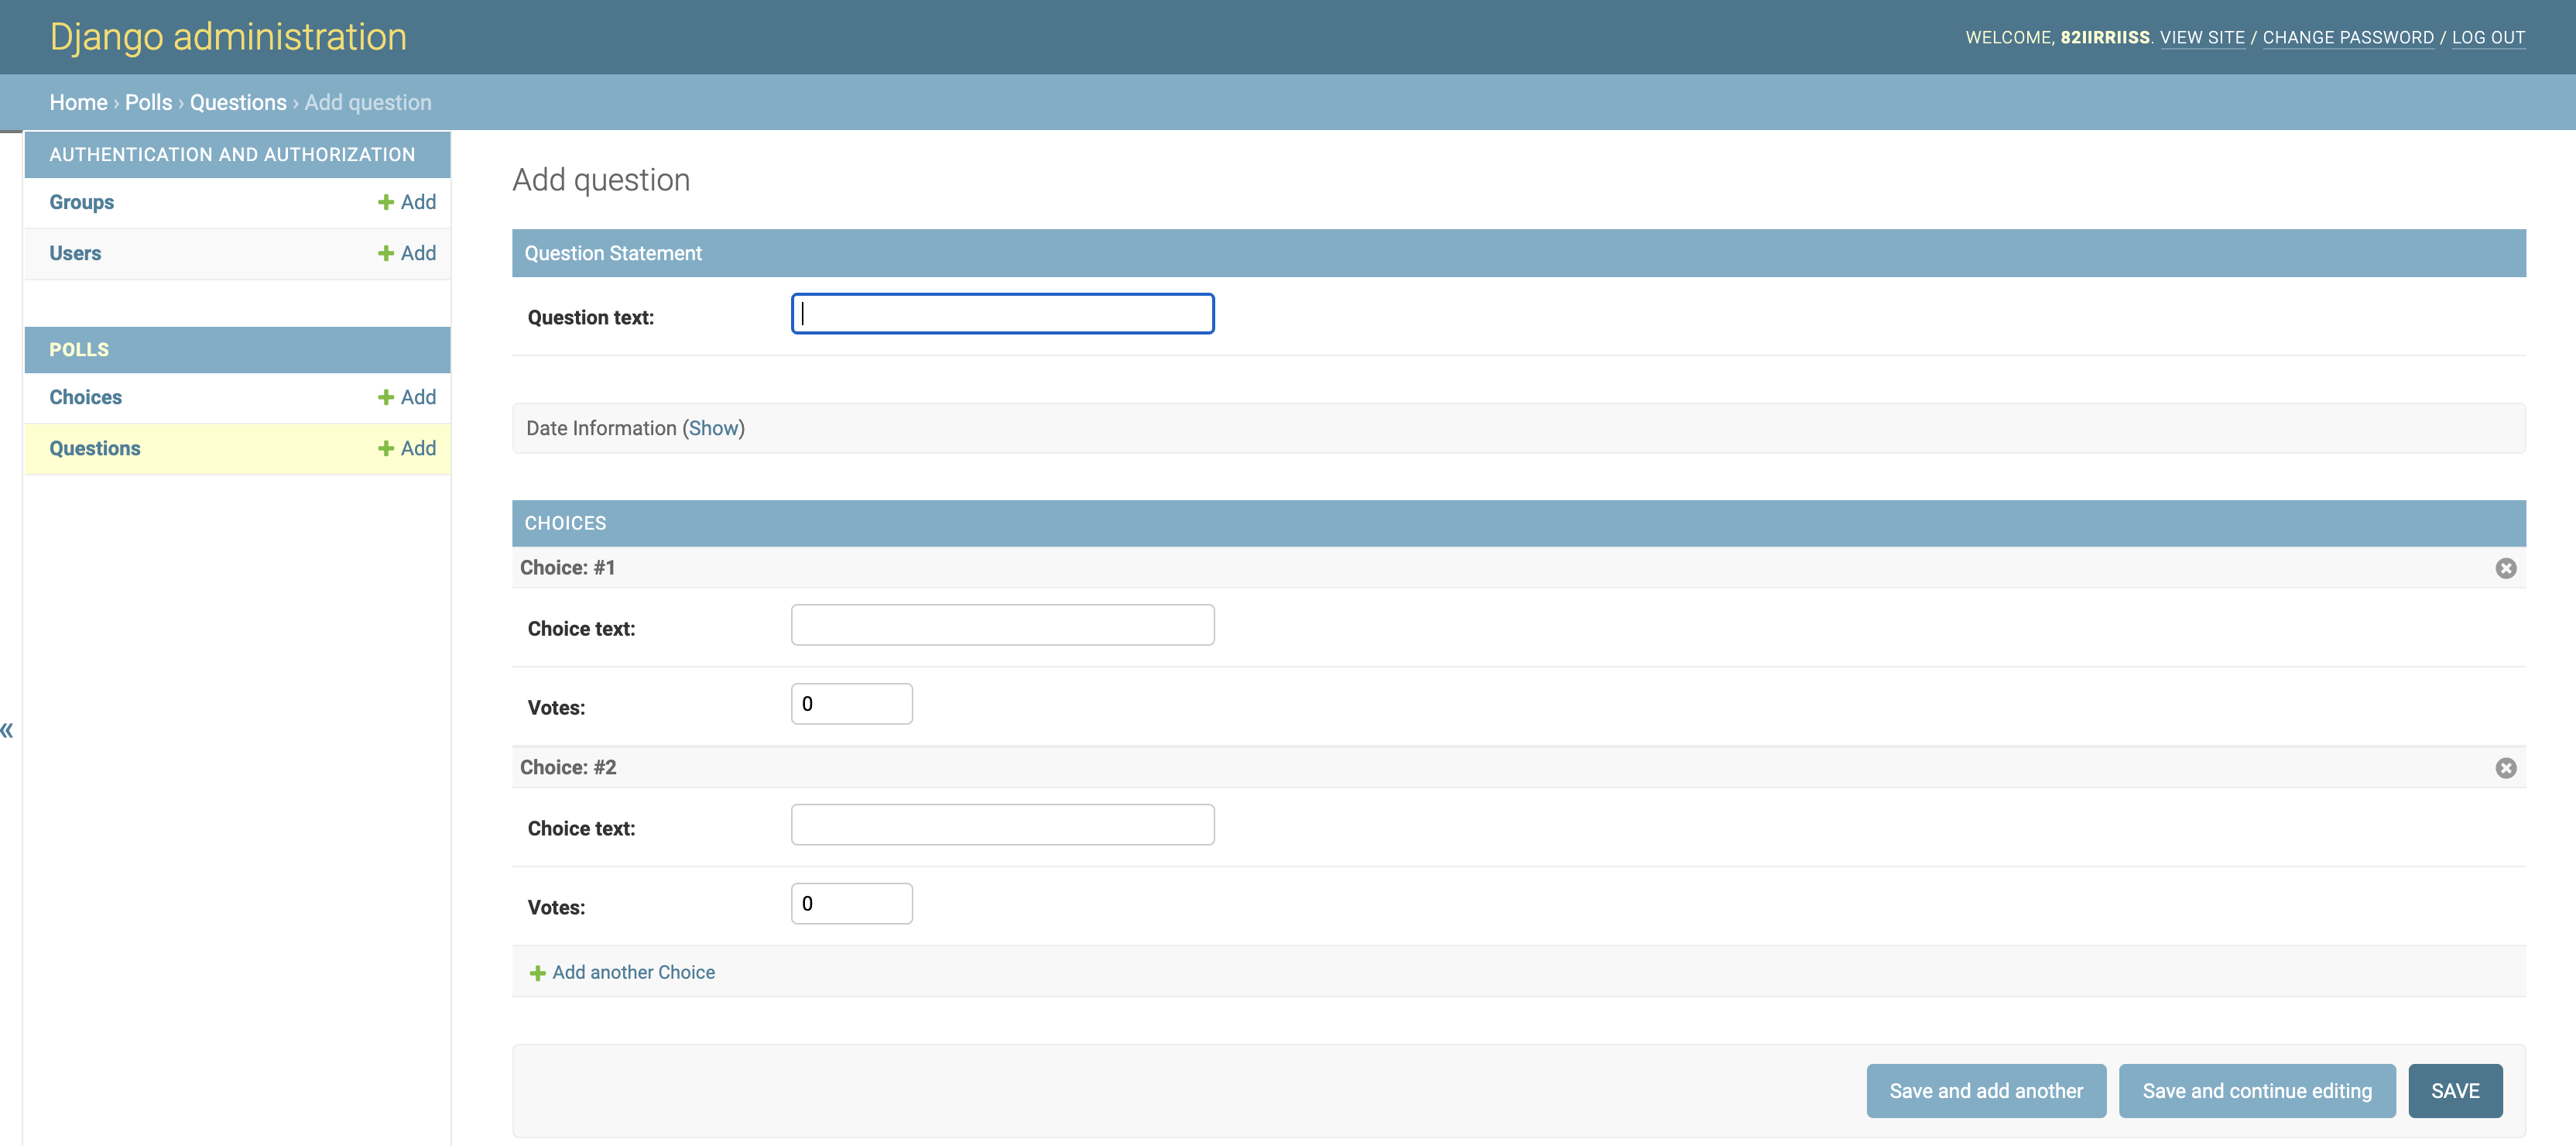 Django administration
WELCOME, 82IIRRIISS. VIEW SITE / CHANGE PASSWORD / LOG OUT
Home › Polls › Questions › Add question
AUTHENTICATION AND AUTHORIZATION
Groups + Add
Users + Add
POLLS
Choices + Add
Questions + Add
«
Add question
Question Statement
Question text:
Date Information (Show)
CHOICES
Choice: #1
Choice text:
Votes: 0
Choice: #2
Choice text:
Votes: 0
+ Add another Choice
Save and add another Save and continue editing SAVE